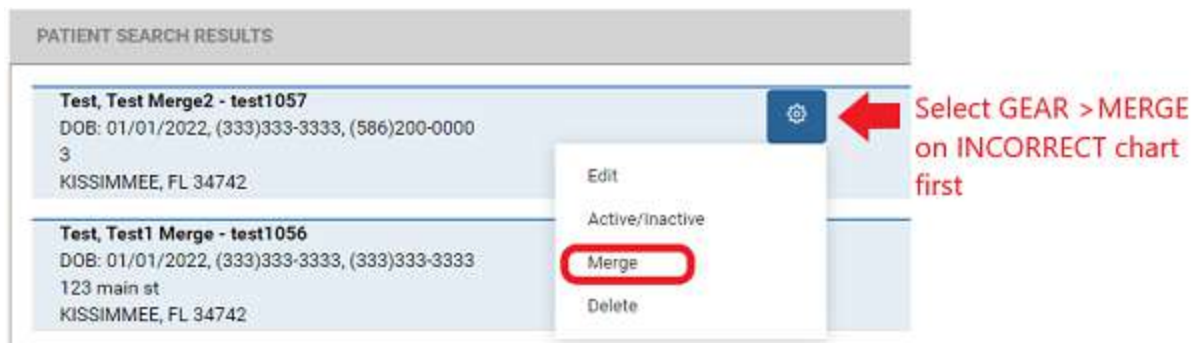 PATIENT SEARCH RESULTS
Test, Test Merge2 - test1057
DOB: 01/01/2022, (333)333-3333, (586)200-0000
3
KISSIMMEE, FL 34742
Select GEAR > MERGE
on INCORRECT chart
first
Edit
Active/Inactive
Merge
Delete
Test, Test1 Merge - test1056
DOB: 01/01/2022, (333)333-3333, (333)333-3333
123 main st
KISSIMMEE, FL 34742